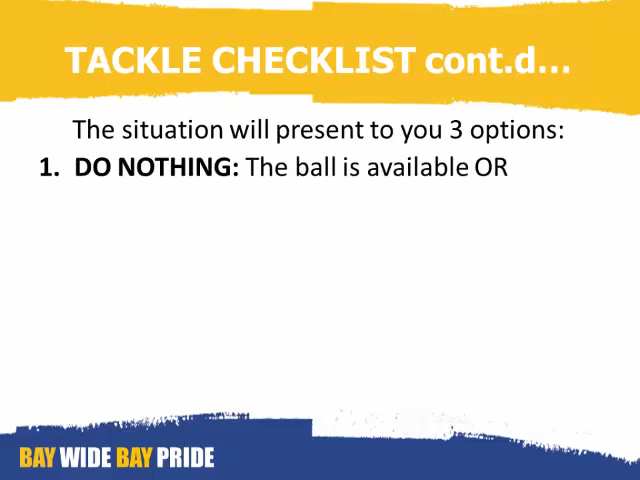 TACKLE CHECKLIST cont.d...
The situation will present to you 3 options:
1. DO NOTHING: The ball is available OR
BAY WIDE BAY PRIDE